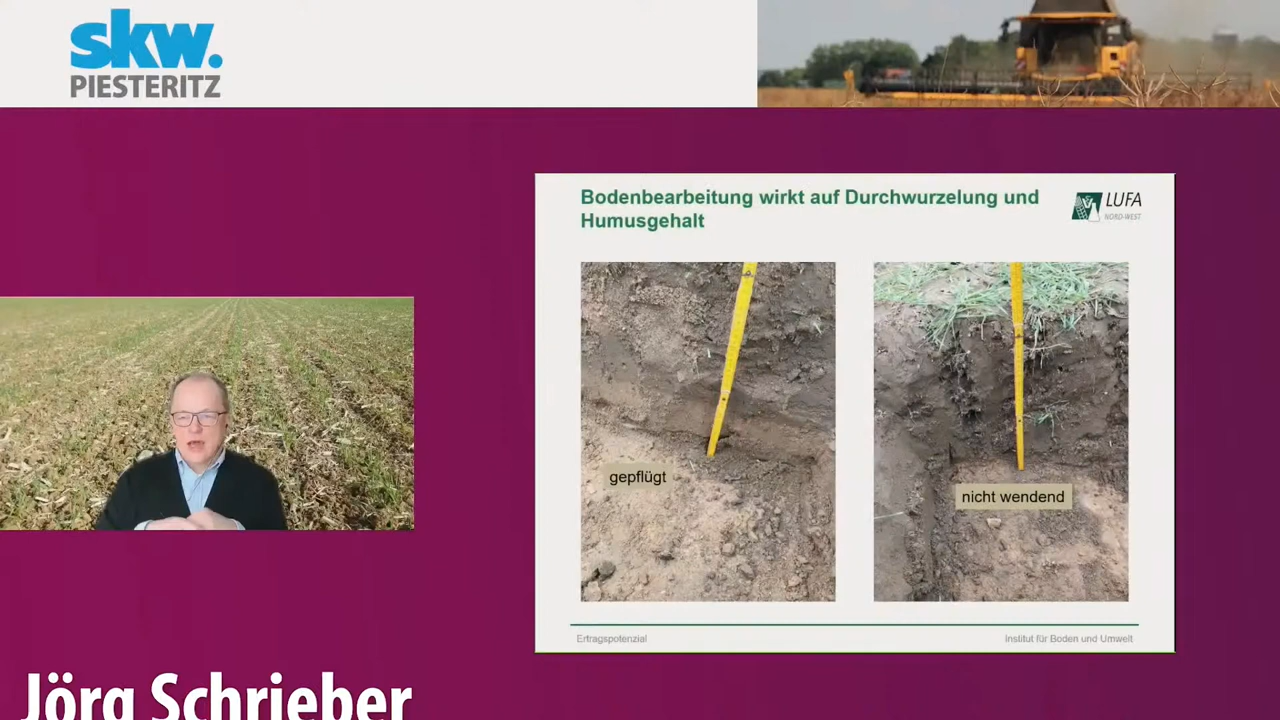 skw.
PIESTERITZ
Bodenbearbeitung wirkt auf Durchwurzelung und
Humusgehalt
LUFA
NORD-WEST
gepflügt
nicht wendend
Ertragspotenzial
Institut für Boden und Umwelt
Jörg Schrieber